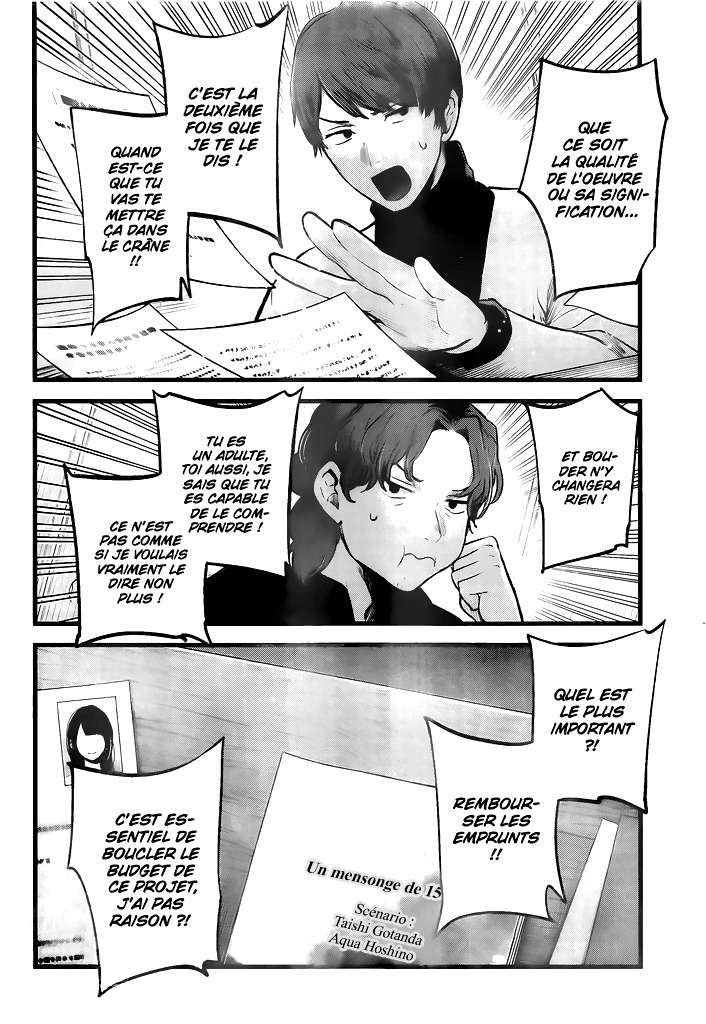 QUE
CE SOIT
LA QUALITÉ
DE L'OEUVRE
OU SA SIGNI-
FICATION...
C'EST LA
DEUXIÈME
FOIS QUE
JE TE LE
DIS !
QUAND
EST-CE
QUE TU
VAS TE
METTRE
ÇA DANS
LE CRÂNE
!!
ET BOU-
DER N'Y
CHANGERA
RIEN !
TU ES
UN ADULTE,
TOI AUSSI, JE
SAIS QUE TU
ES CAPABLE
DE LE COM-
PRENDRE !
CE N'EST
PAS COMME
SI JE VOULAIS
VRAIMENT LE
DIRE NON
PLUS !
QUEL EST
LE PLUS
IMPORTANT
?!
REMBOUR-
SER LES
EMPRUNTS
!!
C'EST ES-
SENTIEL DE
BOUCLER LE
BUDGET DE
CE PROJET,
J'AI PAS
RAISON ?!
Un mensonge de 15
Scénario :
Taishi Gotanda
Aqua Hoshino